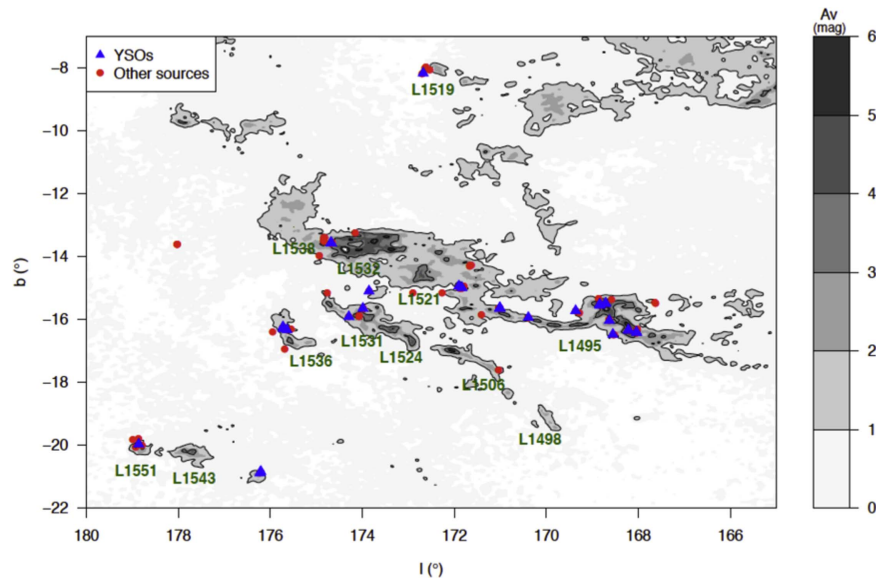 Av
(mag)
YSOs
Other sources
6
5
4
3
2
1
0
−8
−10
−12
−14
−16
−18
−20
−22
b (°)
L1519
L1538
L1532
L1521
L1495
L1531
L1524
L1536
L1506
L1498
L1551
L1543
180
178
176
174
172
170
168
166
l (°)